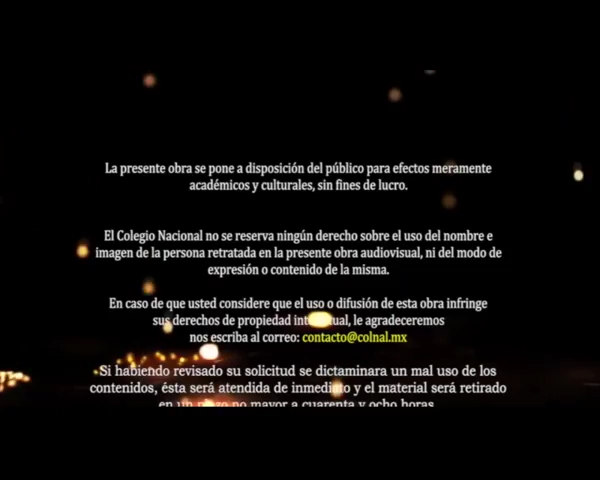 La presente obra se pone a disposición del público para efectos meramente
académicos y culturales, sin fines de lucro.
El Colegio Nacional no se reserva ningún derecho sobre el uso del nombre e
imagen de la persona retratada en la presente obra audiovisual, ni del modo de
expresión o contenido de la misma.
En caso de que usted considere que el uso o difusión de esta obra infringe
sus derechos de propiedad intelectual, le agradeceremos
nos escriba al correo: contacto@colnal.mx
Si habiendo revisado su solicitud se dictaminara un mal uso de los
contenidos, ésta será atendida de inmediato y el material será retirado
en un plazo no mayor a cuarenta y ocho horas.